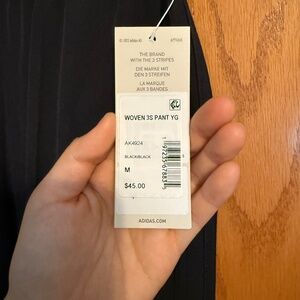 THE BRAND
WITH THE 3 STRIPES
DIE MARKE MIT
DEN 3 STREIFEN
LA MARQUE
AUX 3 BANDES
WOVEN 3S PANT YG
AK4924
BLACK/BLACK
M
$45.00
ADIDAS.COM